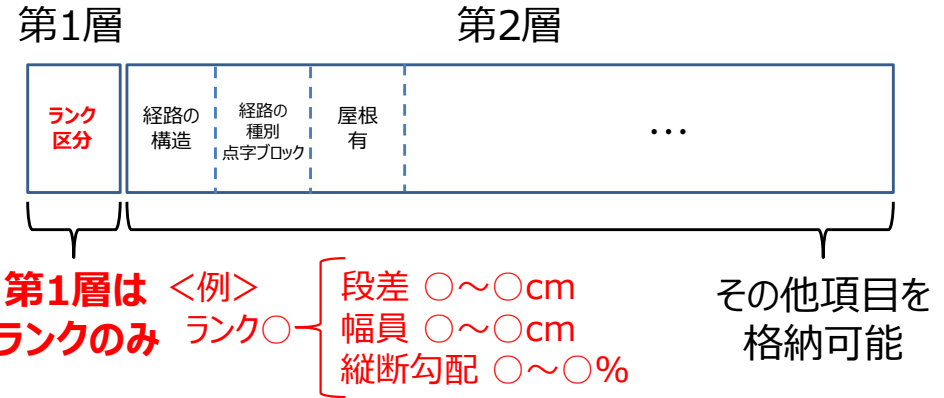 第1層
第2層
ランク
区分
経路の
構造
経路の
種別
点字ブロック
屋根
有
…
第1層は
ランクのみ
<例>
ランク○
段差 ○～○cm
幅員 ○～○cm
縦断勾配 ○～○%
その他項目を
格納可能